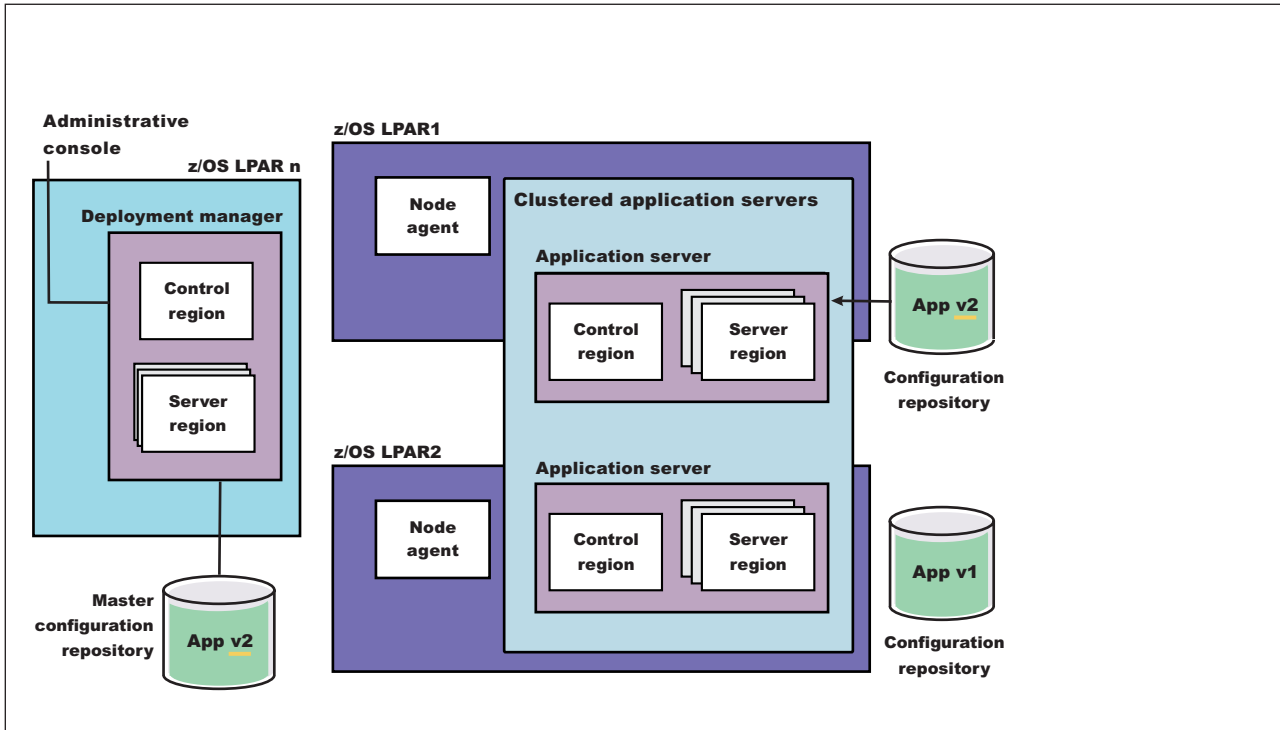 Administrative
console
z/OS LPAR n
Deployment manager
Control
region
Server
region
Master
configuration
repository
App v2
z/OS LPAR1
Node
agent
Clustered application servers
Application server
Control
region
Server
region
App v2
Configuration
repository
z/OS LPAR2
Node
agent
Application server
Control
region
Server
region
App v1
Configuration
repository